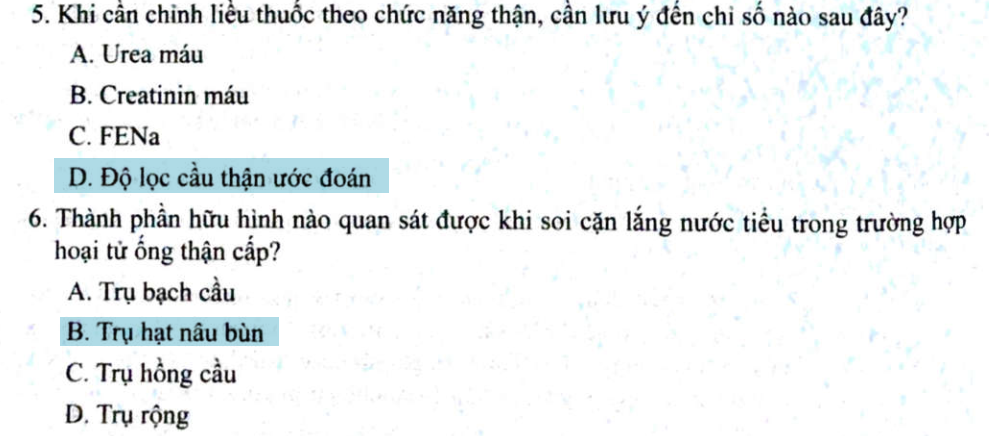 5. Khi cần chỉnh liều thuốc theo chức năng thận, cần lưu ý đến chỉ số nào sau đây?
A. Urea máu
B. Creatinin máu
C. FENa
D. Độ lọc cầu thận ước đoán
6. Thành phần hữu hình nào quan sát được khi soi cặn lắng nước tiểu trong trường hợp
hoại tử ống thận cấp?
A. Trụ bạch cầu
B. Trụ hạt nâu bùn
C. Trụ hồng cầu
D. Trụ rộng